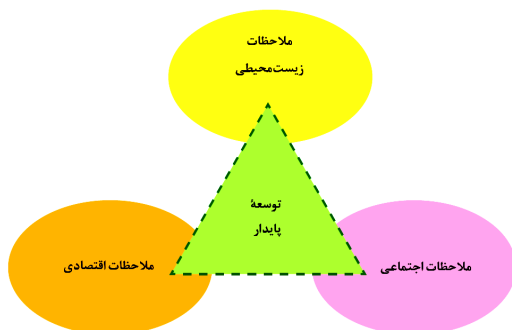 ملاحظات
زیست‌محیطی
توسعهٔ
پایدار
ملاحظات اجتماعی
ملاحظات اقتصادی